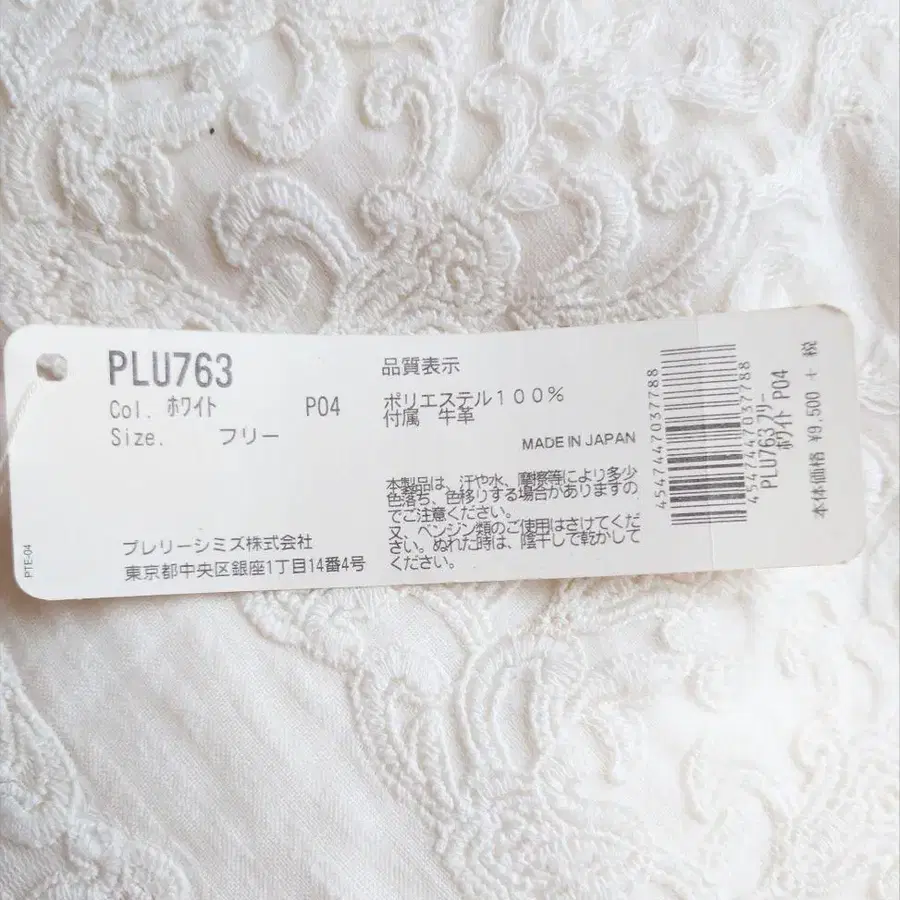 PLU763
Col. ホワイト P04
Size. フリー
プレリーシミズ株式会社
東京都中央区銀座1丁目14番4号
PTE-04
品質表示
ポリエステル100%
付属 牛革
MADE IN JAPAN
本製品は、汗や水、摩擦等により多少
色落ち、色移りする場合がありますの
でご注意ください。
又、ベンジン類のご使用はさけてくだ
さい。ぬれた時は、陰干しで乾かして
ください。
4547447037788
4547447037788
PLU763 フリー
ホワイト P04
本体価格 ¥9,500 + 税